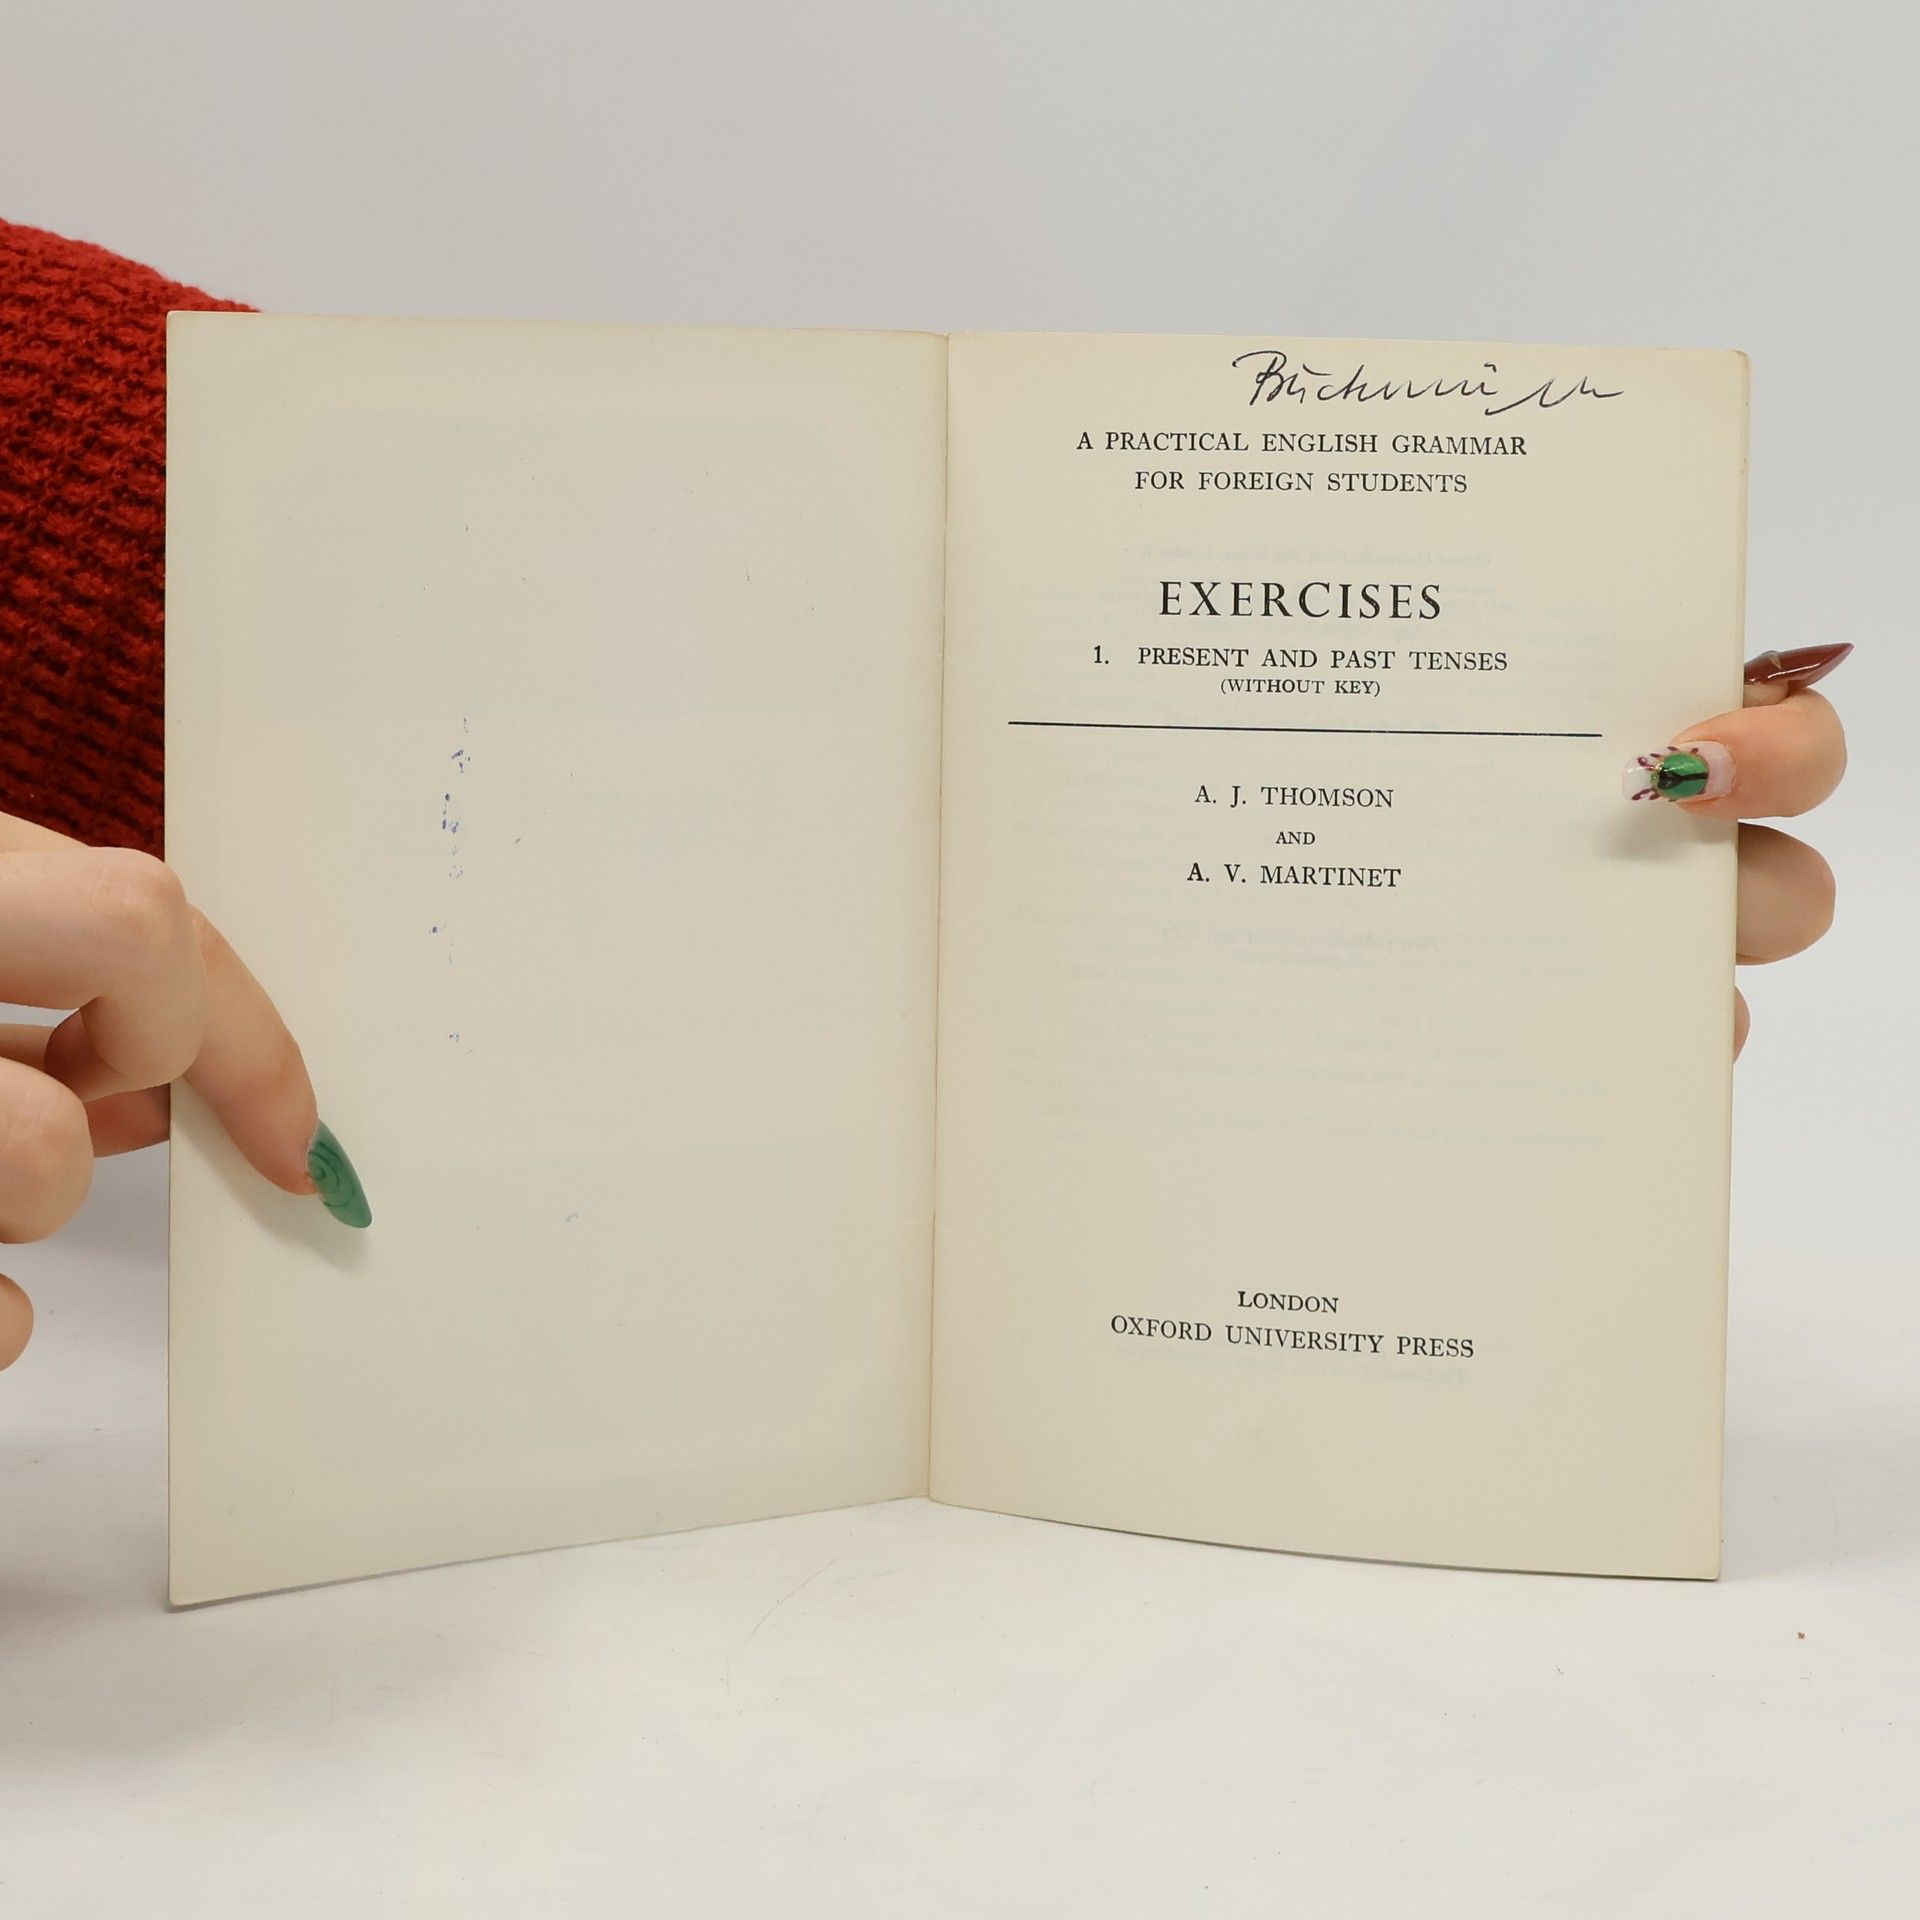 A PRACTICAL ENGLISH GRAMMAR
FOR FOREIGN STUDENTS
EXERCISES
1. PRESENT AND PAST TENSES
(WITHOUT KEY)
A. J. THOMSON
AND
A. V. MARTINET
LONDON
OXFORD UNIVERSITY PRESS